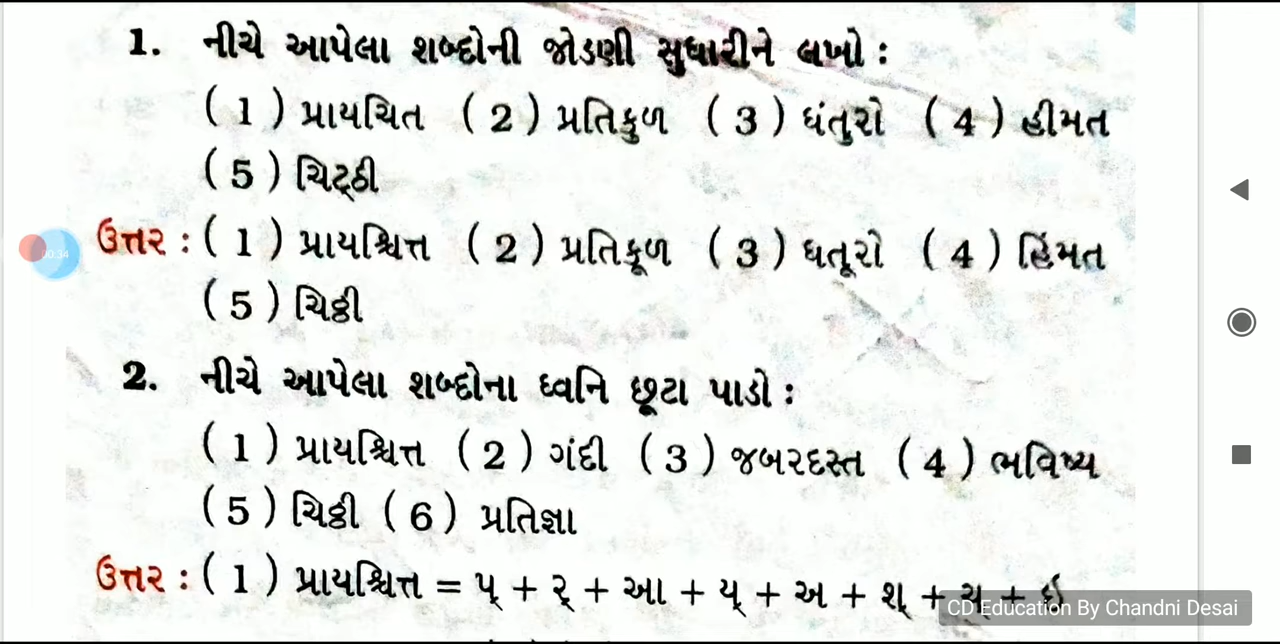 1. નીચે આપેલા શબ્દોની જોડણી સુધારીને લખો :
( 1 ) પ્રાયચિત ( 2 ) પ્રતિકુળ ( 3 ) ધંતુરો ( 4 ) હીમત
( 5 ) ચિટ્ઠી
ઉત્તર : ( 1 ) પ્રાયશ્ચિત્ત ( 2 ) પ્રતિકૂળ ( 3 ) ધતૂરો ( 4 ) હિંમત
00:34
( 5 ) ચિઠ્ઠી
2. નીચે આપેલા શબ્દોના ધ્વનિ છૂટા પાડો :
( 1 ) પ્રાયશ્ચિત્ત ( 2 ) ગંદી ( 3 ) જબરદસ્ત ( 4 ) ભવિષ્ય
( 5 ) ચિઠ્ઠી ( 6 ) પ્રતિજ્ઞા
ઉત્તર : ( 1 ) પ્રાયશ્ચિત્ત = પ્ + ર્ + આ + ય્ + અ + શ્ + ચ્ + ઈ
CD Education By Chandni Desai